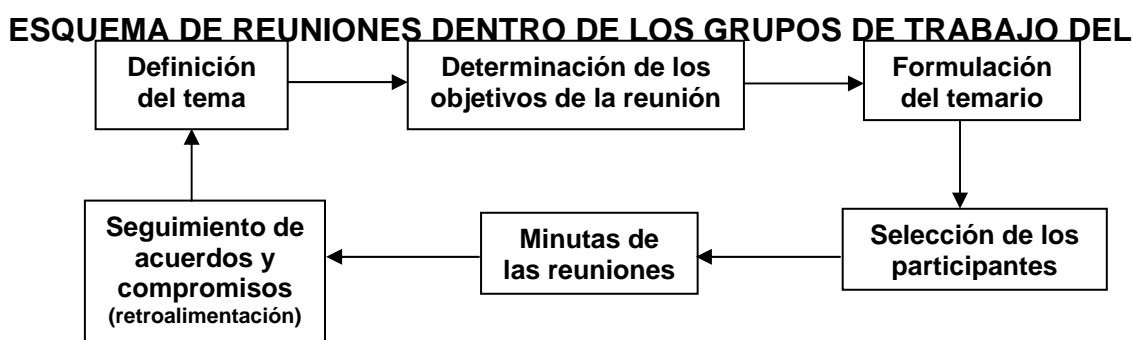 ESQUEMA DE REUNIONES DENTRO DE LOS GRUPOS DE TRABAJO DEL
Definición
del tema
Determinación de los
objetivos de la reunión
Formulación
del temario
Selección de los
participantes
Minutas de
las reuniones
Seguimiento de
acuerdos y
compromisos
(retroalimentación)